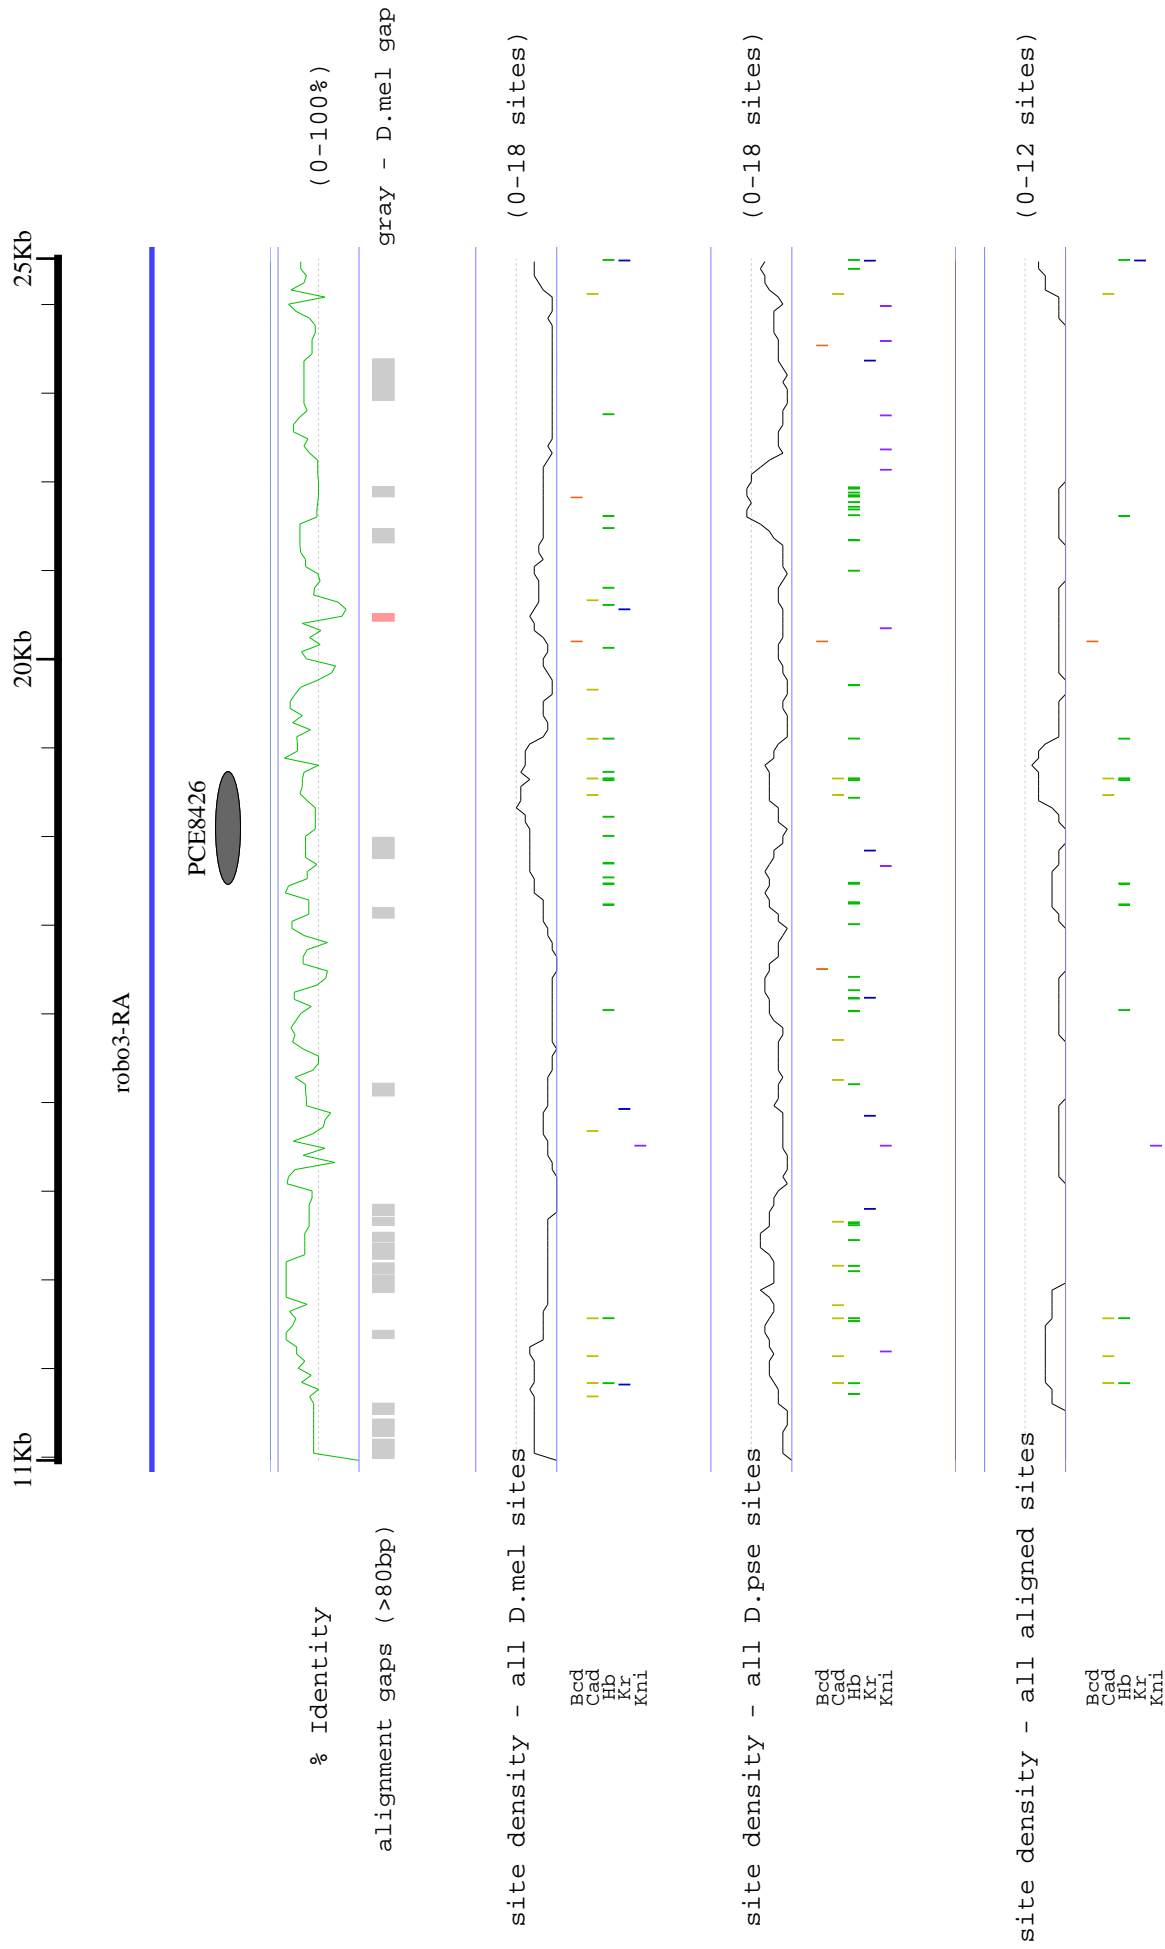 11Kb 20Kb 25Kb
robo3-RA
PCE8426
% Identity (0-100%)
alignment gaps (>80bp) gray - D.mel gap
site density - all D.mel sites (0-18 sites)
Bcd
Cad
Hb
Kr
Kni
site density - all D.pse sites (0-18 sites)
Bcd
Cad
Hb
Kr
Kni
site density - all aligned sites (0-12 sites)
Bcd
Cad
Hb
Kr
Kni